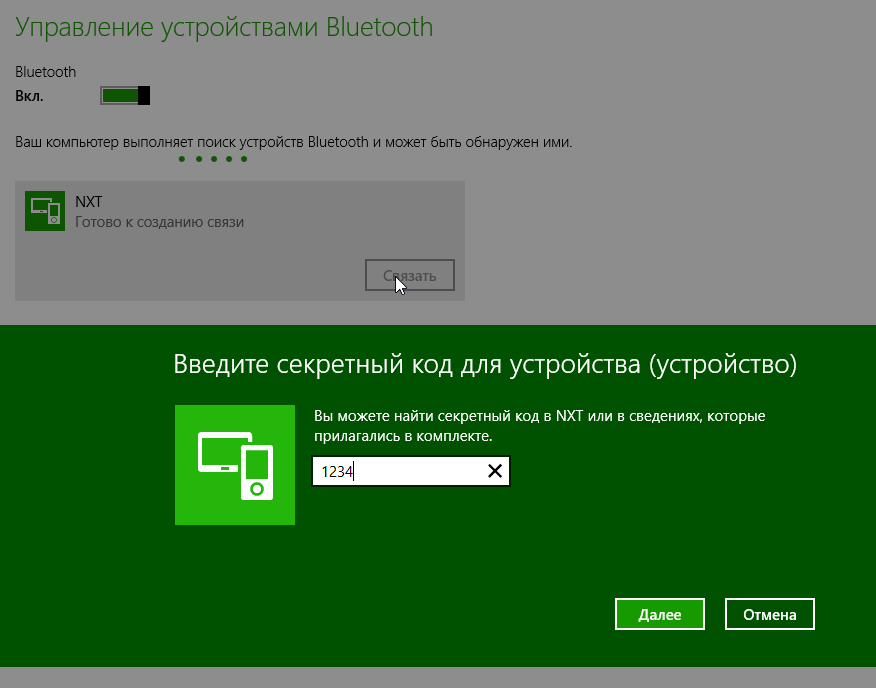 Управление устройствами Bluetooth
Bluetooth
Вкл.
Ваш компьютер выполняет поиск устройств Bluetooth и может быть обнаружен ими.
NXT
Готово к созданию связи
Связать
Введите секретный код для устройства (устройство)
Вы можете найти секретный код в NXT или в сведениях, которые
прилагались в комплекте.
1234
Далее
Отмена